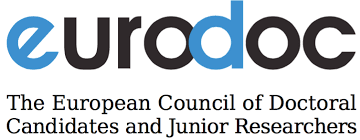 eurodoc
The European Council of Doctoral
Candidates and Junior Researchers